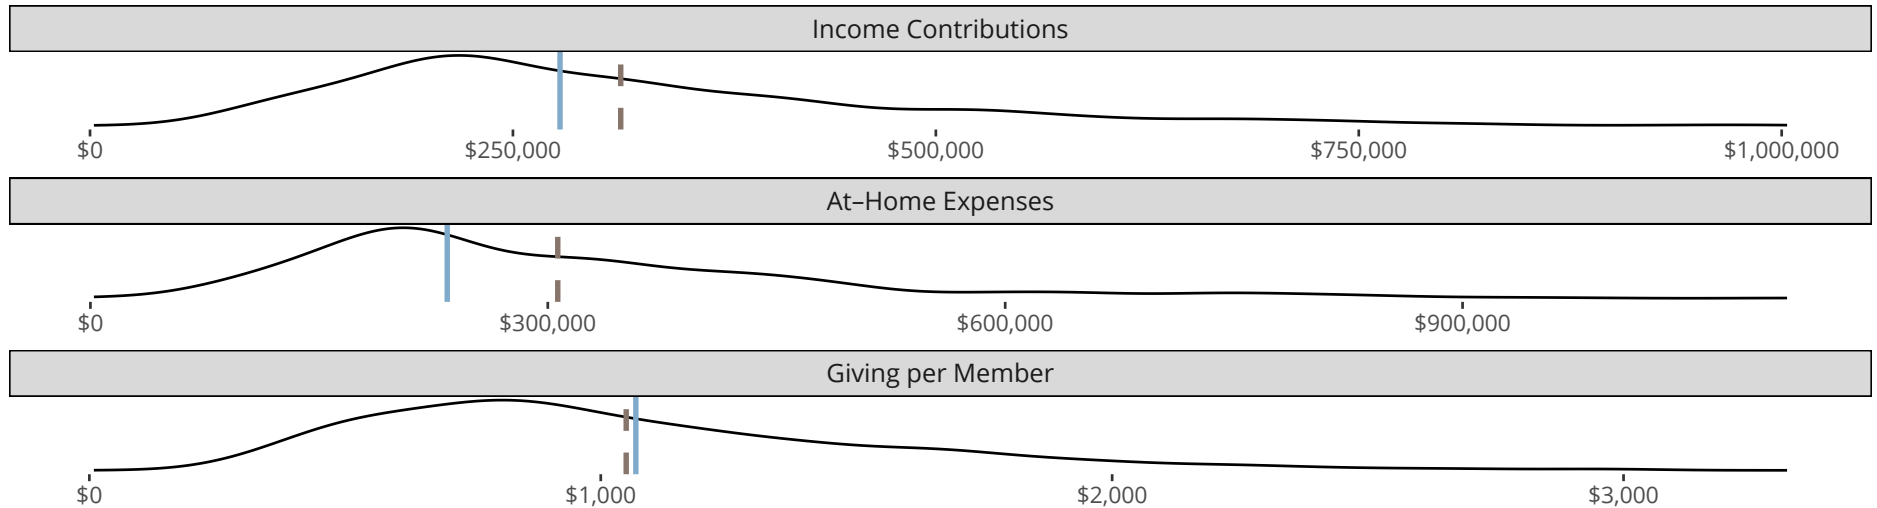 Income Contributions
$0 $250,000 $500,000 $750,000 $1,000,000
At–Home Expenses
$0 $300,000 $600,000 $900,000
Giving per Member
$0 $1,000 $2,000 $3,000